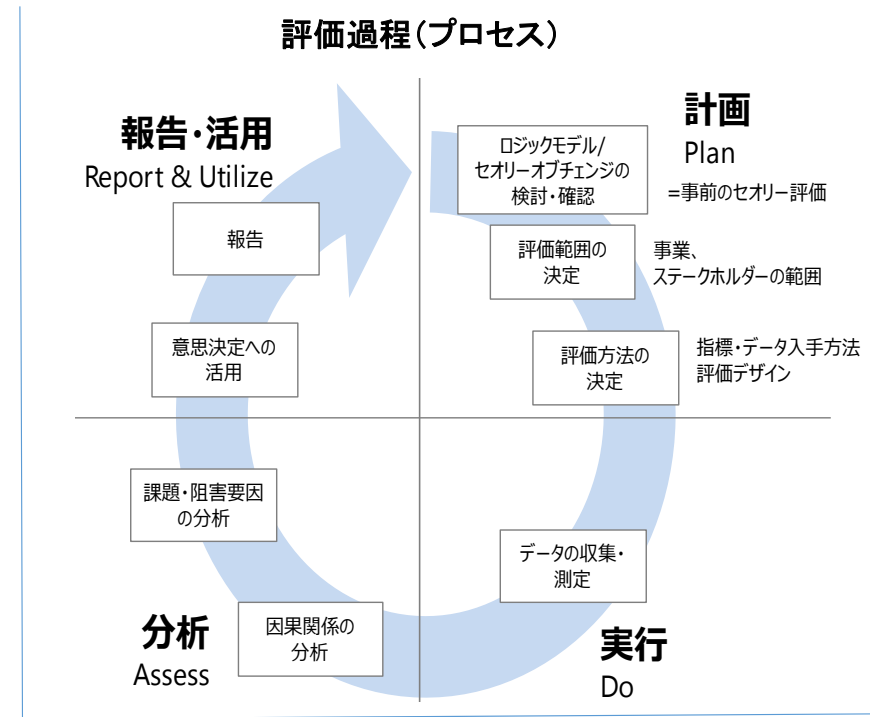 評価過程(プロセス)
計画
Plan
ロジックモデル/
セオリーオブチェンジの
検討・確認
=事前のセオリー評価
評価範囲の
決定
事業、
ステークホルダーの範囲
評価方法の
決定
指標・データ入手方法
評価デザイン
データの収集・
測定
実行
Do
因果関係の
分析
分析
Assess
課題・阻害要因
の分析
意思決定への
活用
報告
報告・活用
Report & Utilize